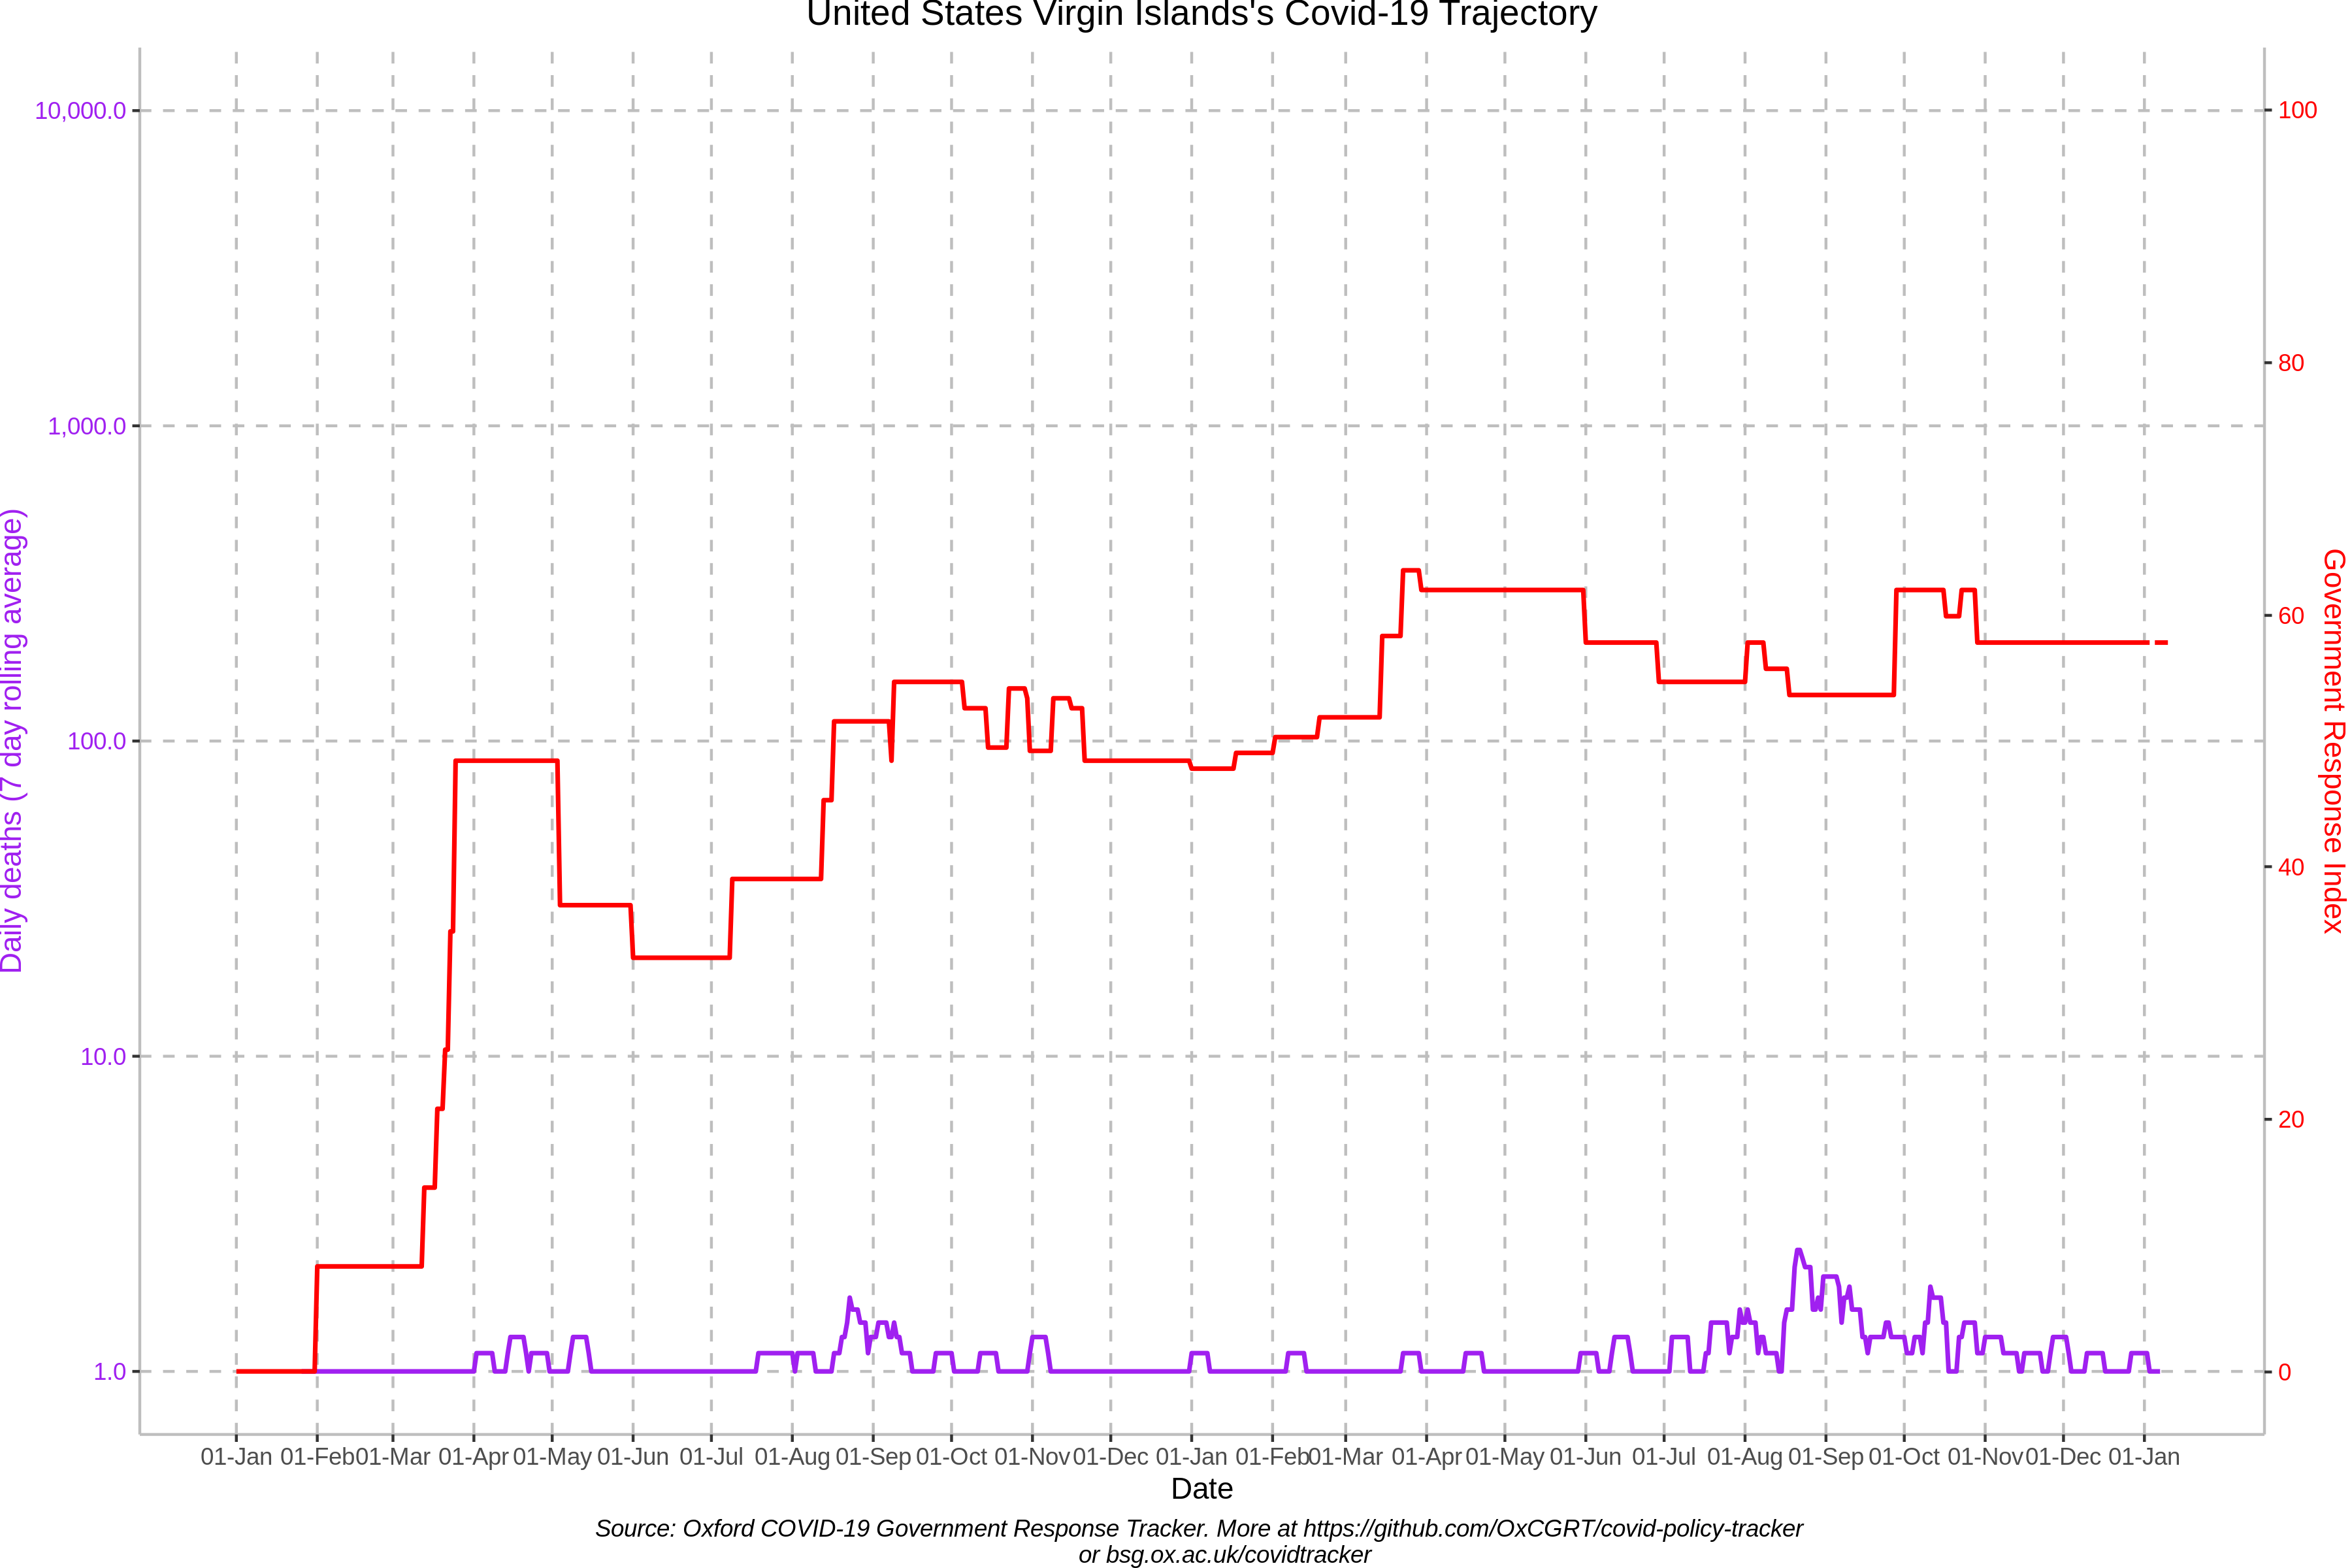 United States Virgin Islands's Covid-19 Trajectory
10,000.0
1,000.0
100.0
10.0
1.0
Daily deaths (7 day rolling average)
100
80
60
40
20
0
Government Response Index
01-Jan 01-Feb 01-Mar 01-Apr 01-May 01-Jun 01-Jul 01-Aug 01-Sep 01-Oct 01-Nov 01-Dec 01-Jan 01-Feb 01-Mar 01-Apr 01-May 01-Jun 01-Jul 01-Aug 01-Sep 01-Oct 01-Nov 01-Dec 01-Jan
Date
Source: Oxford COVID-19 Government Response Tracker. More at https://github.com/OxCGRT/covid-policy-tracker
or bsg.ox.ac.uk/covidtracker